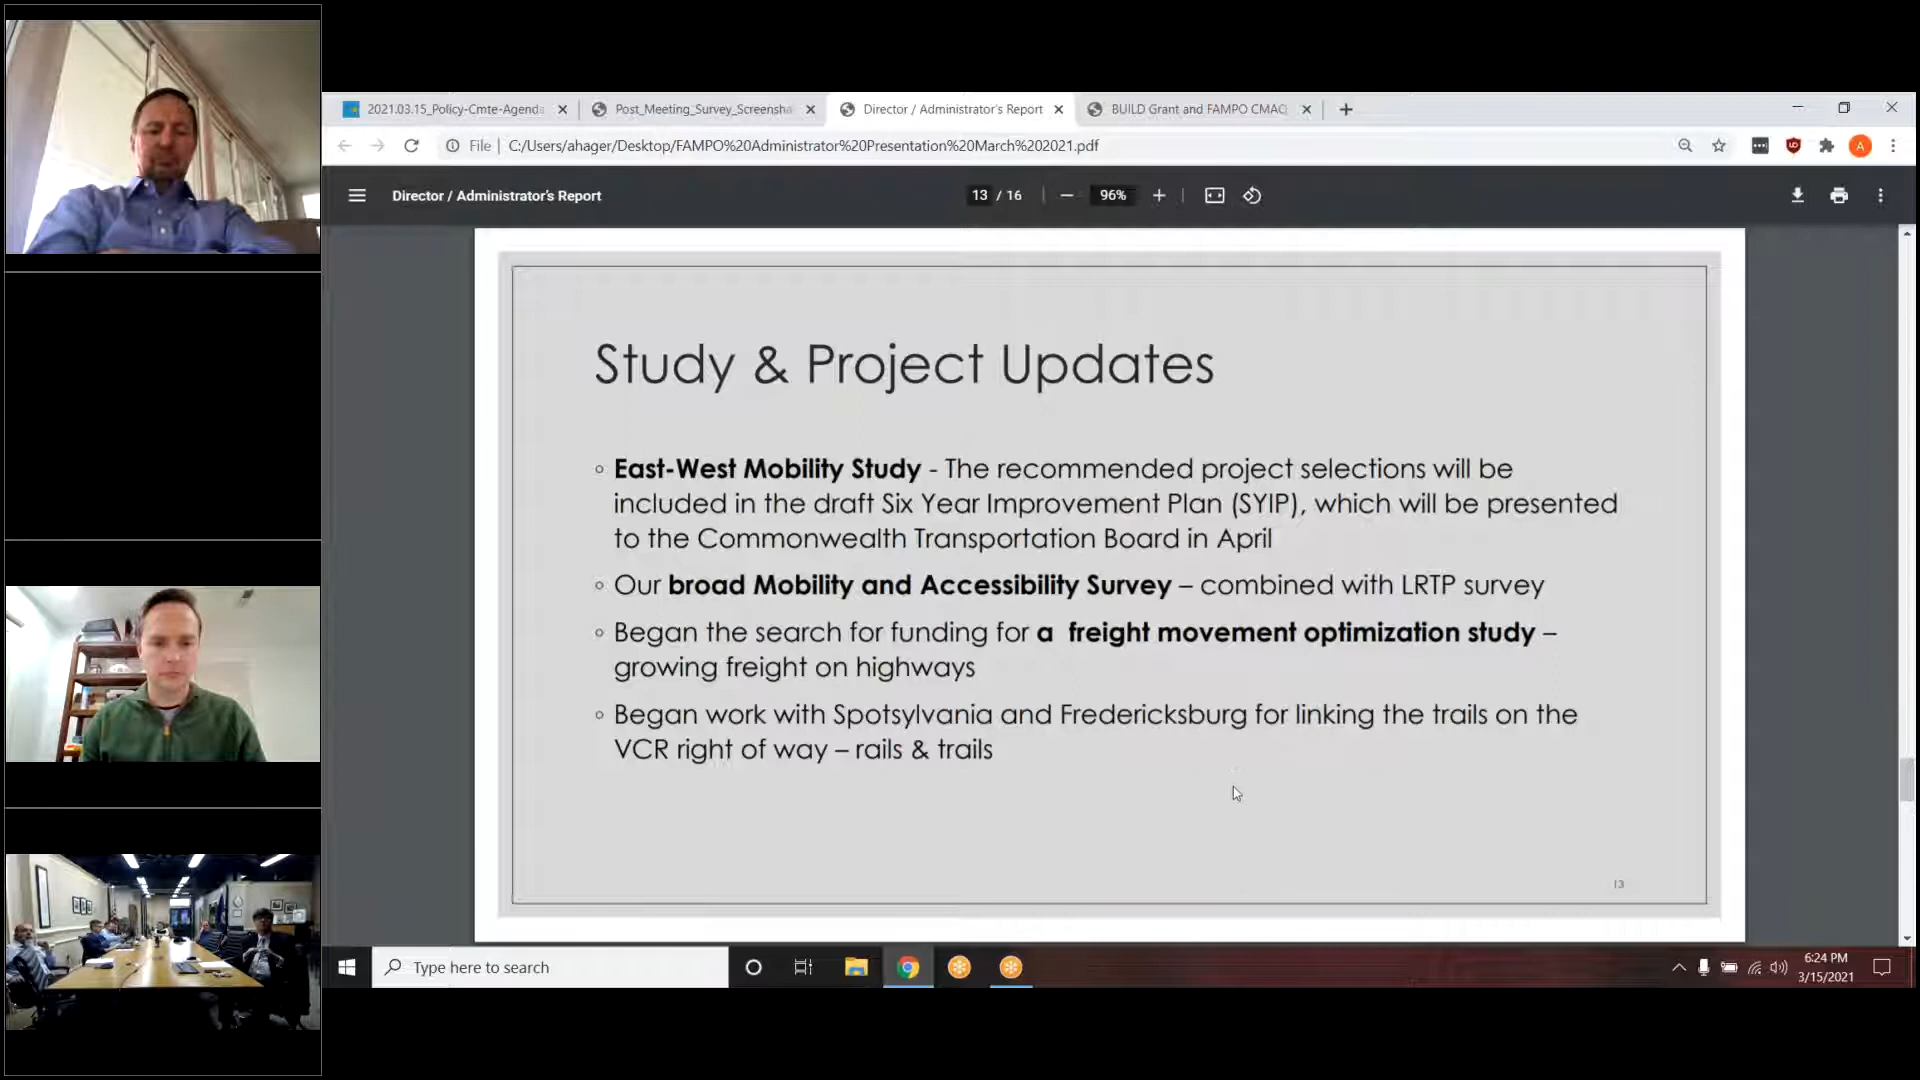 2021.03.15_Policy-Cmte-Agenda
Post_Meeting_Survey_Screensha
Director / Administrator's Report
BUILD Grant and FAMPO CMAQ
File | C:/Users/ahager/Desktop/FAMPO%20Administrator%20Presentation%20March%202021.pdf
A
Director / Administrator's Report
13 / 16
96%
Study & Project Updates
◦ East-West Mobility Study - The recommended project selections will be
included in the draft Six Year Improvement Plan (SYIP), which will be presented
to the Commonwealth Transportation Board in April
◦ Our broad Mobility and Accessibility Survey – combined with LRTP survey
◦ Began the search for funding for a freight movement optimization study –
growing freight on highways
◦ Began work with Spotsylvania and Fredericksburg for linking the trails on the
VCR right of way – rails & trails
13
Type here to search
6:24 PM
3/15/2021